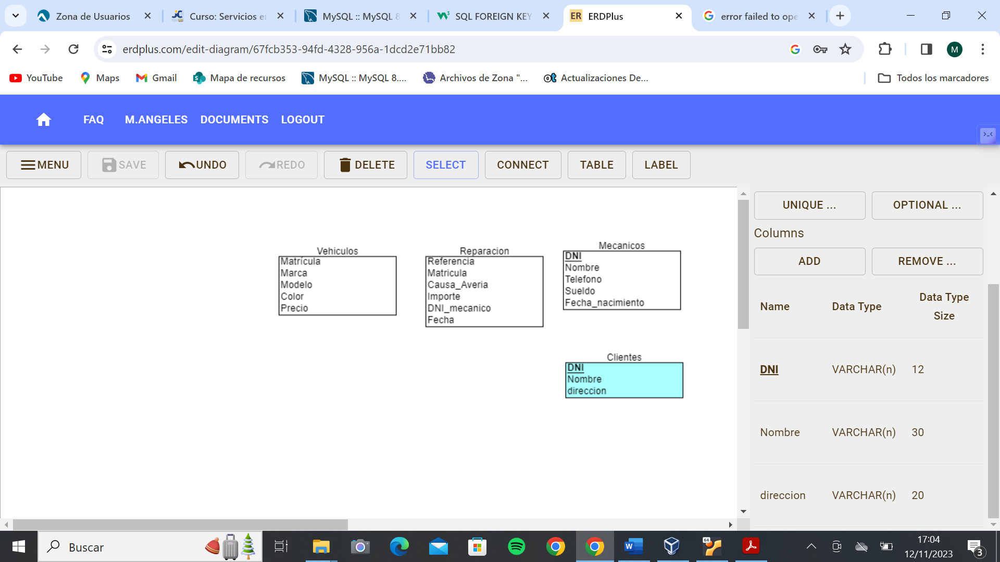 Zona de Usuarios
Curso: Servicios en
MySQL :: MySQL 8
SQL FOREIGN KEY
ER ERDPlus
error failed to ope
erdplus.com/edit-diagram/67fcb353-94fd-4328-956a-1dcd2e71bb82
M
YouTube
Maps
Gmail
Mapa de recursos
MySQL :: MySQL 8....
Archivos de Zona "...
Actualizaciones De...
Todos los marcadores
FAQ
M.ANGELES
DOCUMENTS
LOGOUT
MENU
SAVE
UNDO
REDO
DELETE
SELECT
CONNECT
TABLE
LABEL
Vehiculos
Matrícula
Marca
Modelo
Color
Precio
Reparacion
Referencia
Matricula
Causa_Averia
Importe
DNI_mecanico
Fecha
Mecanicos
DNI
Nombre
Telefono
Sueldo
Fecha_nacimiento
Clientes
DNI
Nombre
direccion
UNIQUE ...
OPTIONAL ...
Columns
ADD
REMOVE ...
Name
Data Type
Data Type
Size
DNI
VARCHAR(n)
12
Nombre
VARCHAR(n)
30
direccion
VARCHAR(n)
20
Buscar
64
17:04
12/11/2023
3